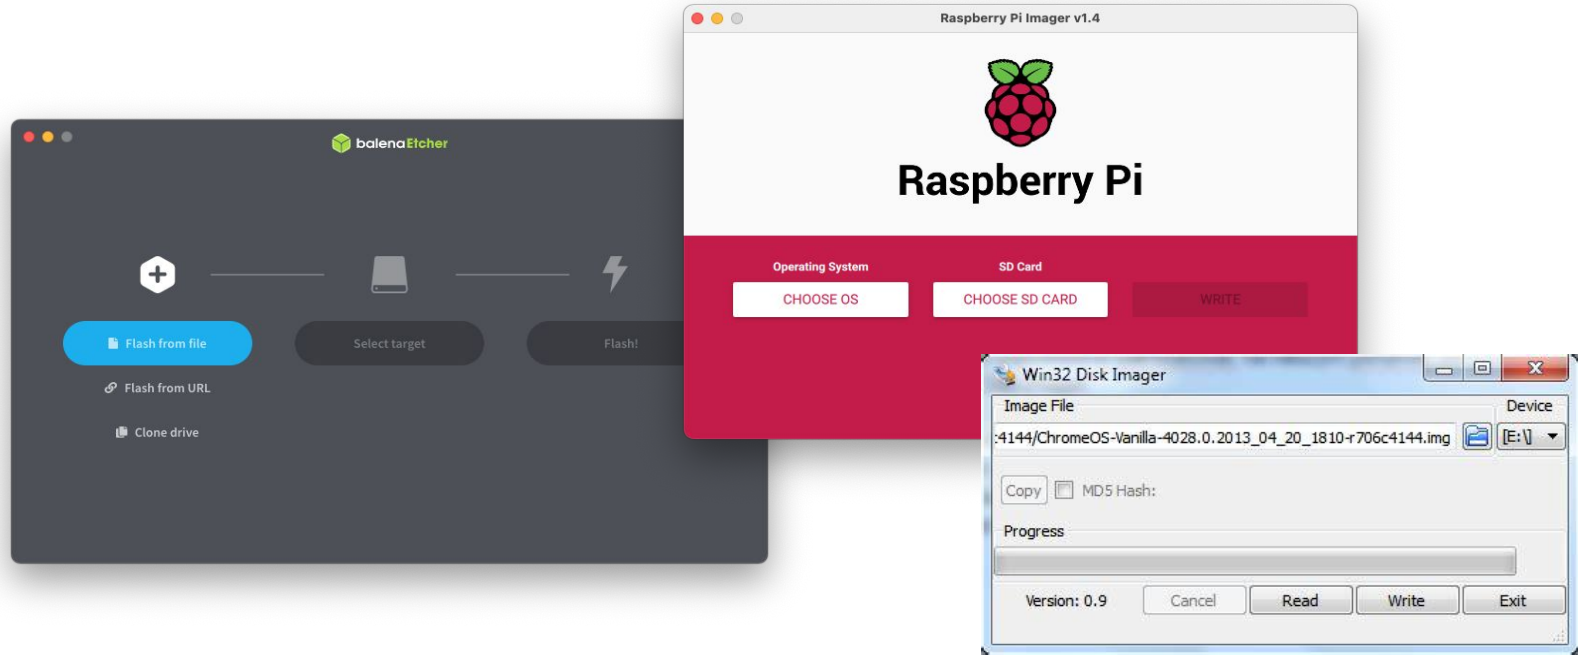 balenaEtcher
Flash from file
Select target
Flash!
Flash from URL
Clone drive
Raspberry Pi Imager v1.4
Raspberry Pi
Operating System
SD Card
CHOOSE OS
CHOOSE SD CARD
WRITE
Win32 Disk Imager
Image File
Device
:4144/ChromeOS-Vanilla-4028.0.2013_04_20_1810-r706c4144.img
[E:\]
Copy
MD5 Hash:
Progress
Version: 0.9
Cancel
Read
Write
Exit